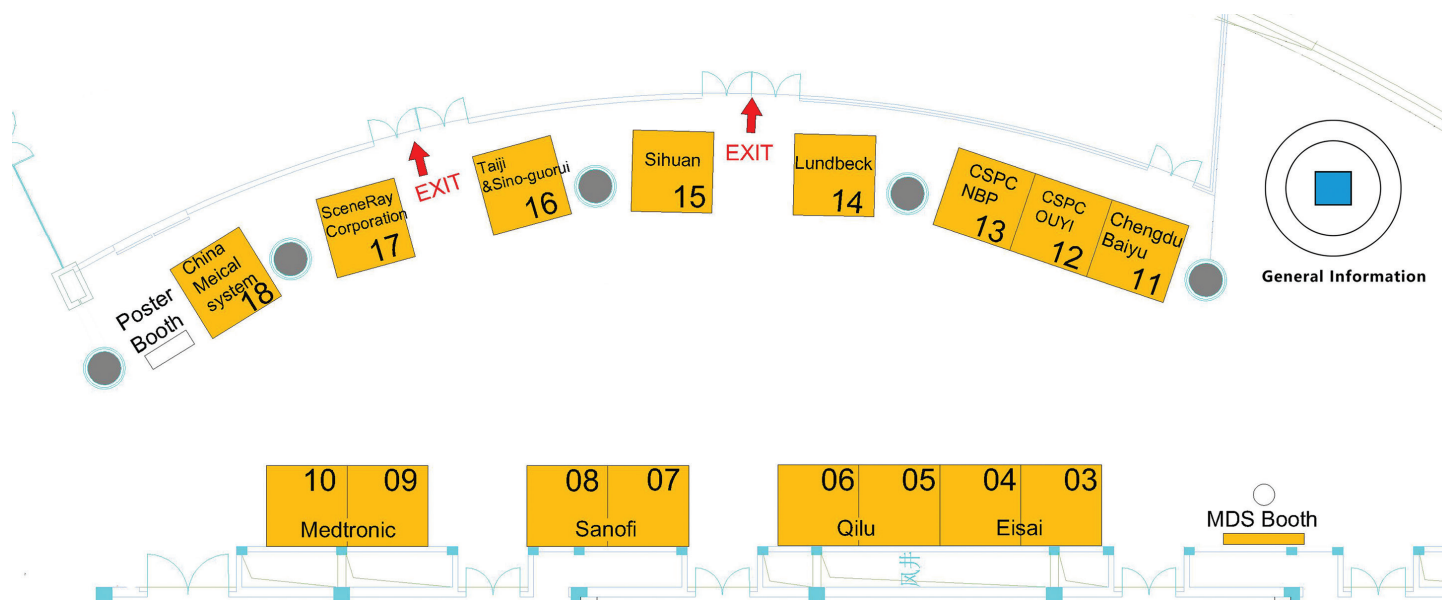 EXIT
EXIT
Taiji
&Sino-guorui
16
Sihuan
15
Lundbeck
14
CSPC
NBP
13
CSPC
OUYI
12
Chengdu
Baiyu
11
General Information
SceneRay
Corporation
17
China
Meical
system
18
Poster
Booth
10
09
Medtronic
08
07
Sanofi
06
05
Qilu
04
03
Eisai
MDS Booth
风井